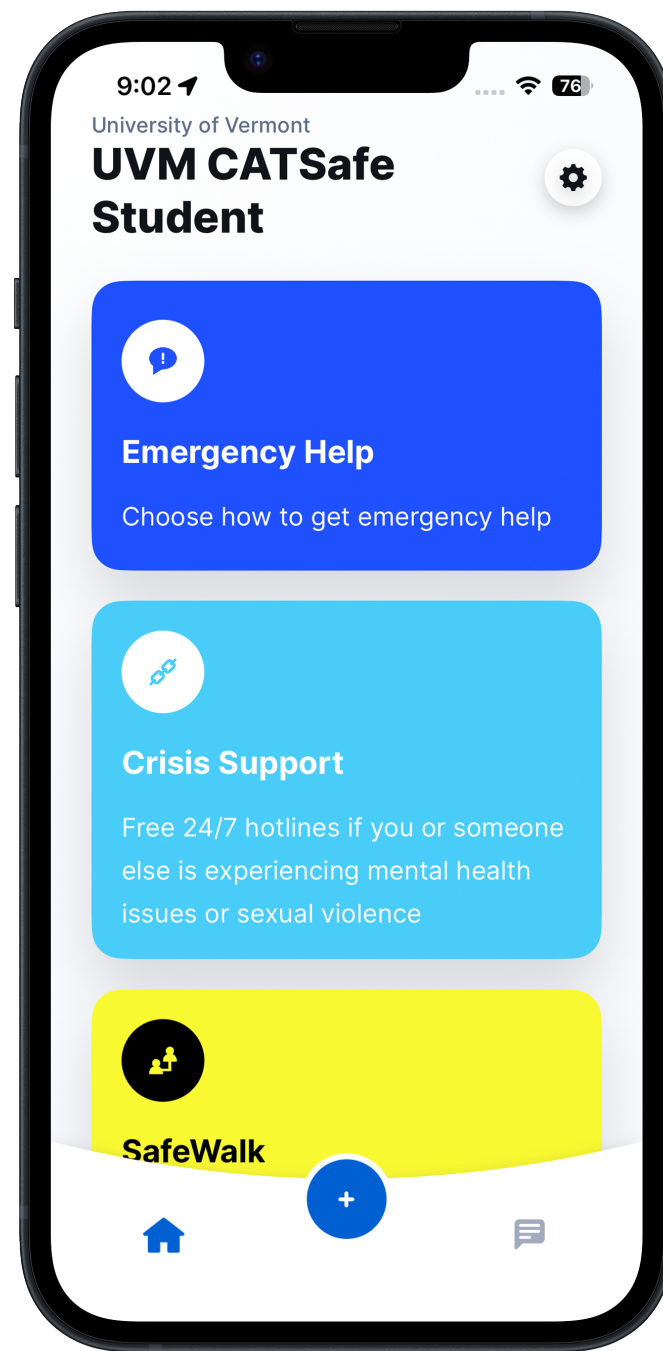 9:02
76
University of Vermont
UVM CATSafe
Student
Emergency Help
Choose how to get emergency help
Crisis Support
Free 24/7 hotlines if you or someone
else is experiencing mental health
issues or sexual violence
SafeWalk